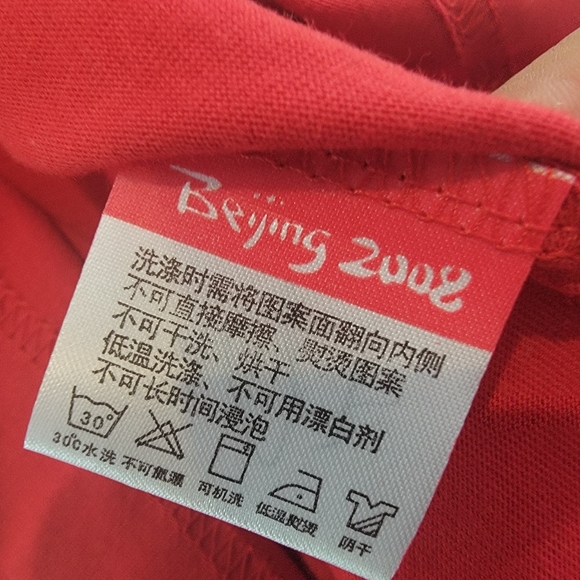 Beijing 2008
洗涤时需将图案面翻向内侧
不可直接摩擦、熨烫图案
不可干洗、烘干
低温洗涤、不可用漂白剂
不可长时间浸泡
30°
30℃水洗 不可氯漂 可机洗 低温熨烫 阴干